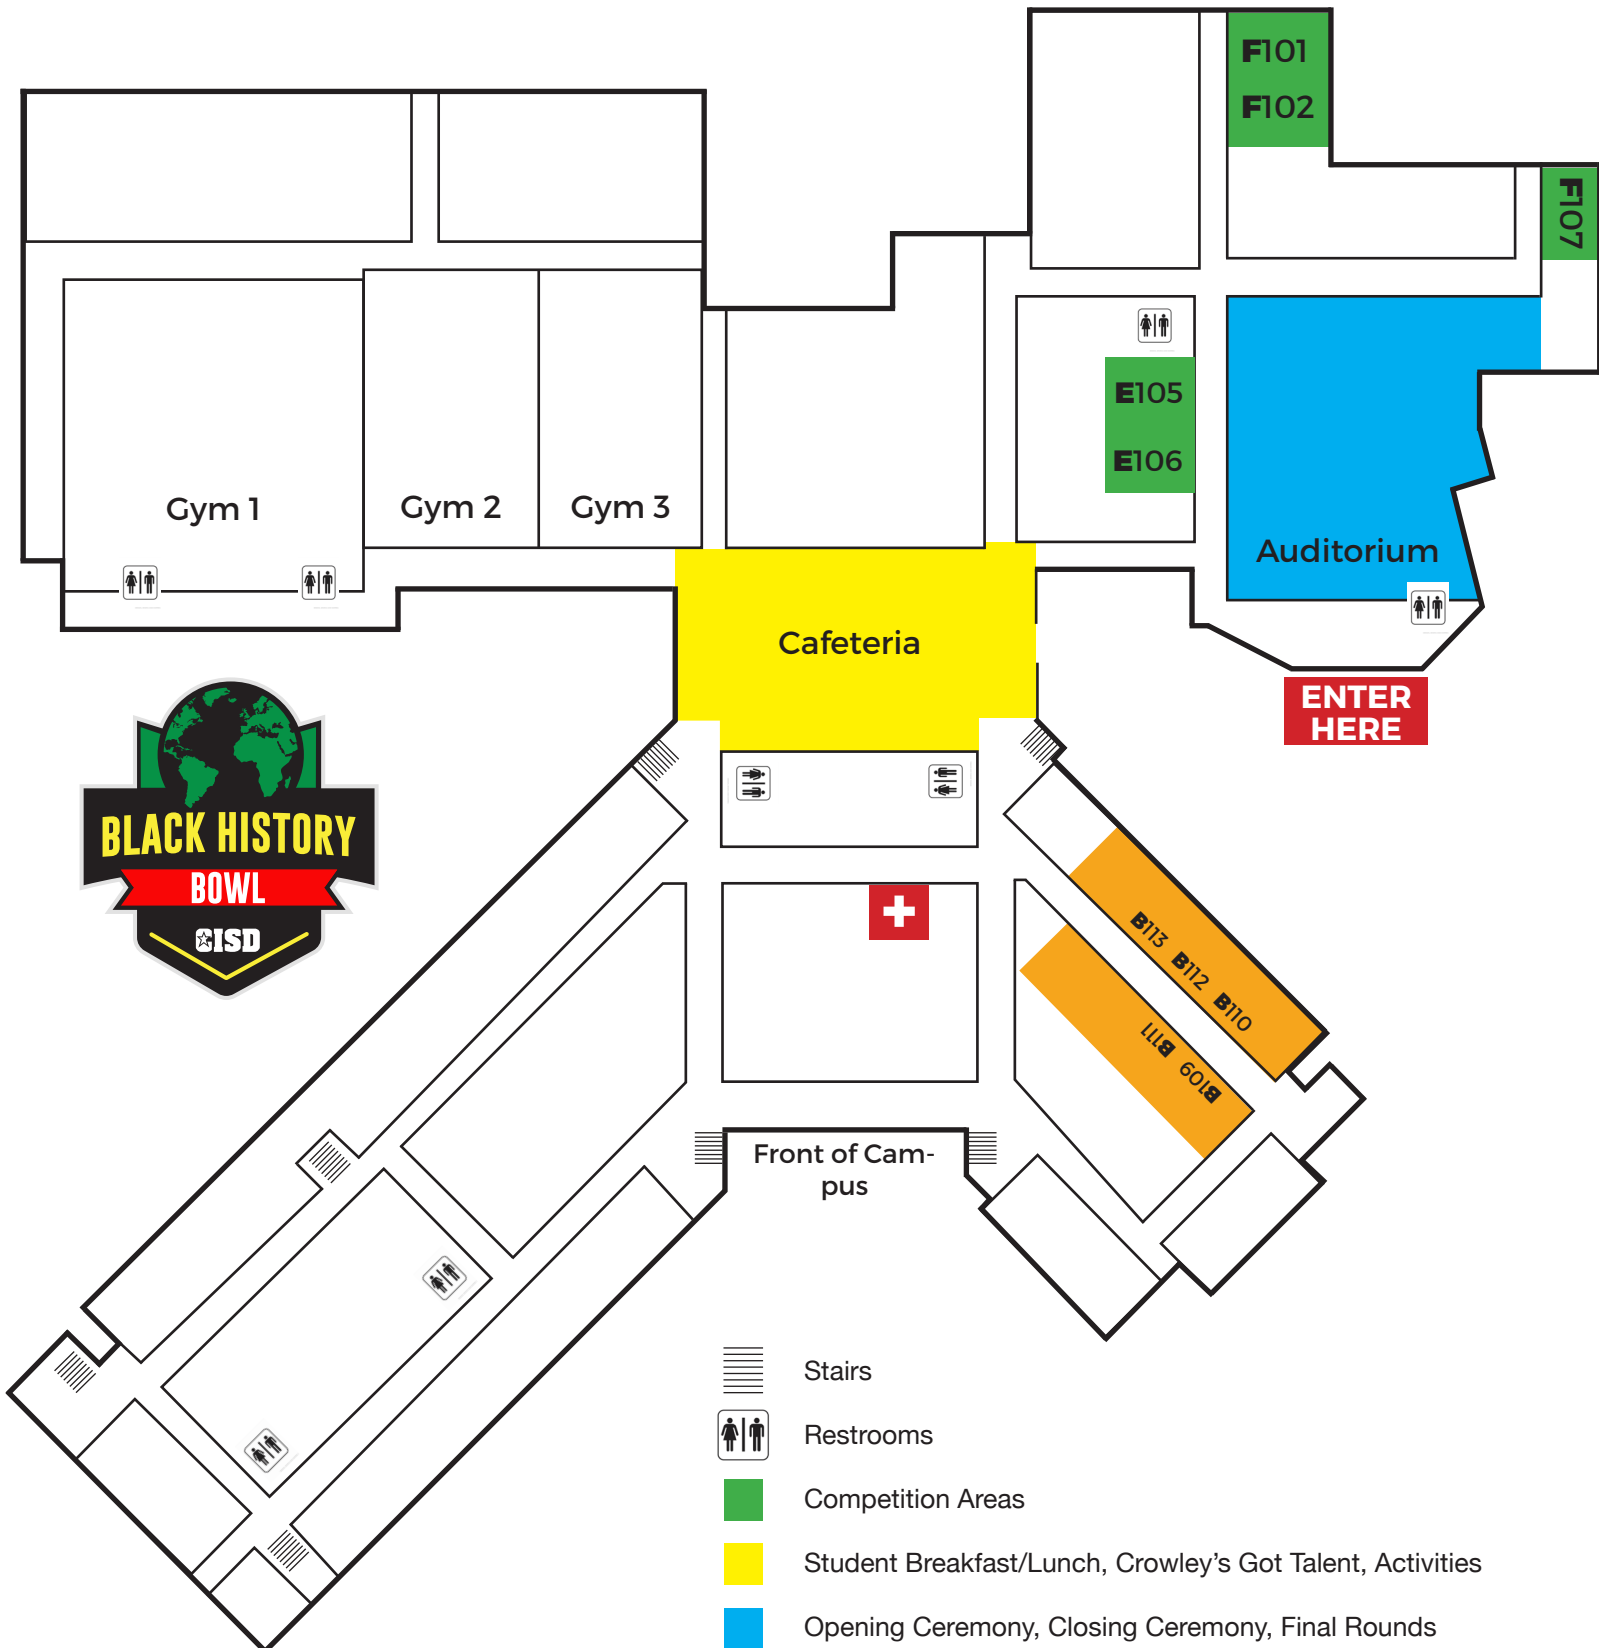 F101
F102
F107
E105
E106
Gym 1
Gym 2
Gym 3
Auditorium
Cafeteria
ENTER
HERE
BLACK HISTORY
BOWL
CISD
B113 B112 B110
B111 B109
Front of Cam-
pus
Stairs
Restrooms
Competition Areas
Student Breakfast/Lunch, Crowley's Got Talent, Activities
Opening Ceremony, Closing Ceremony, Final Rounds